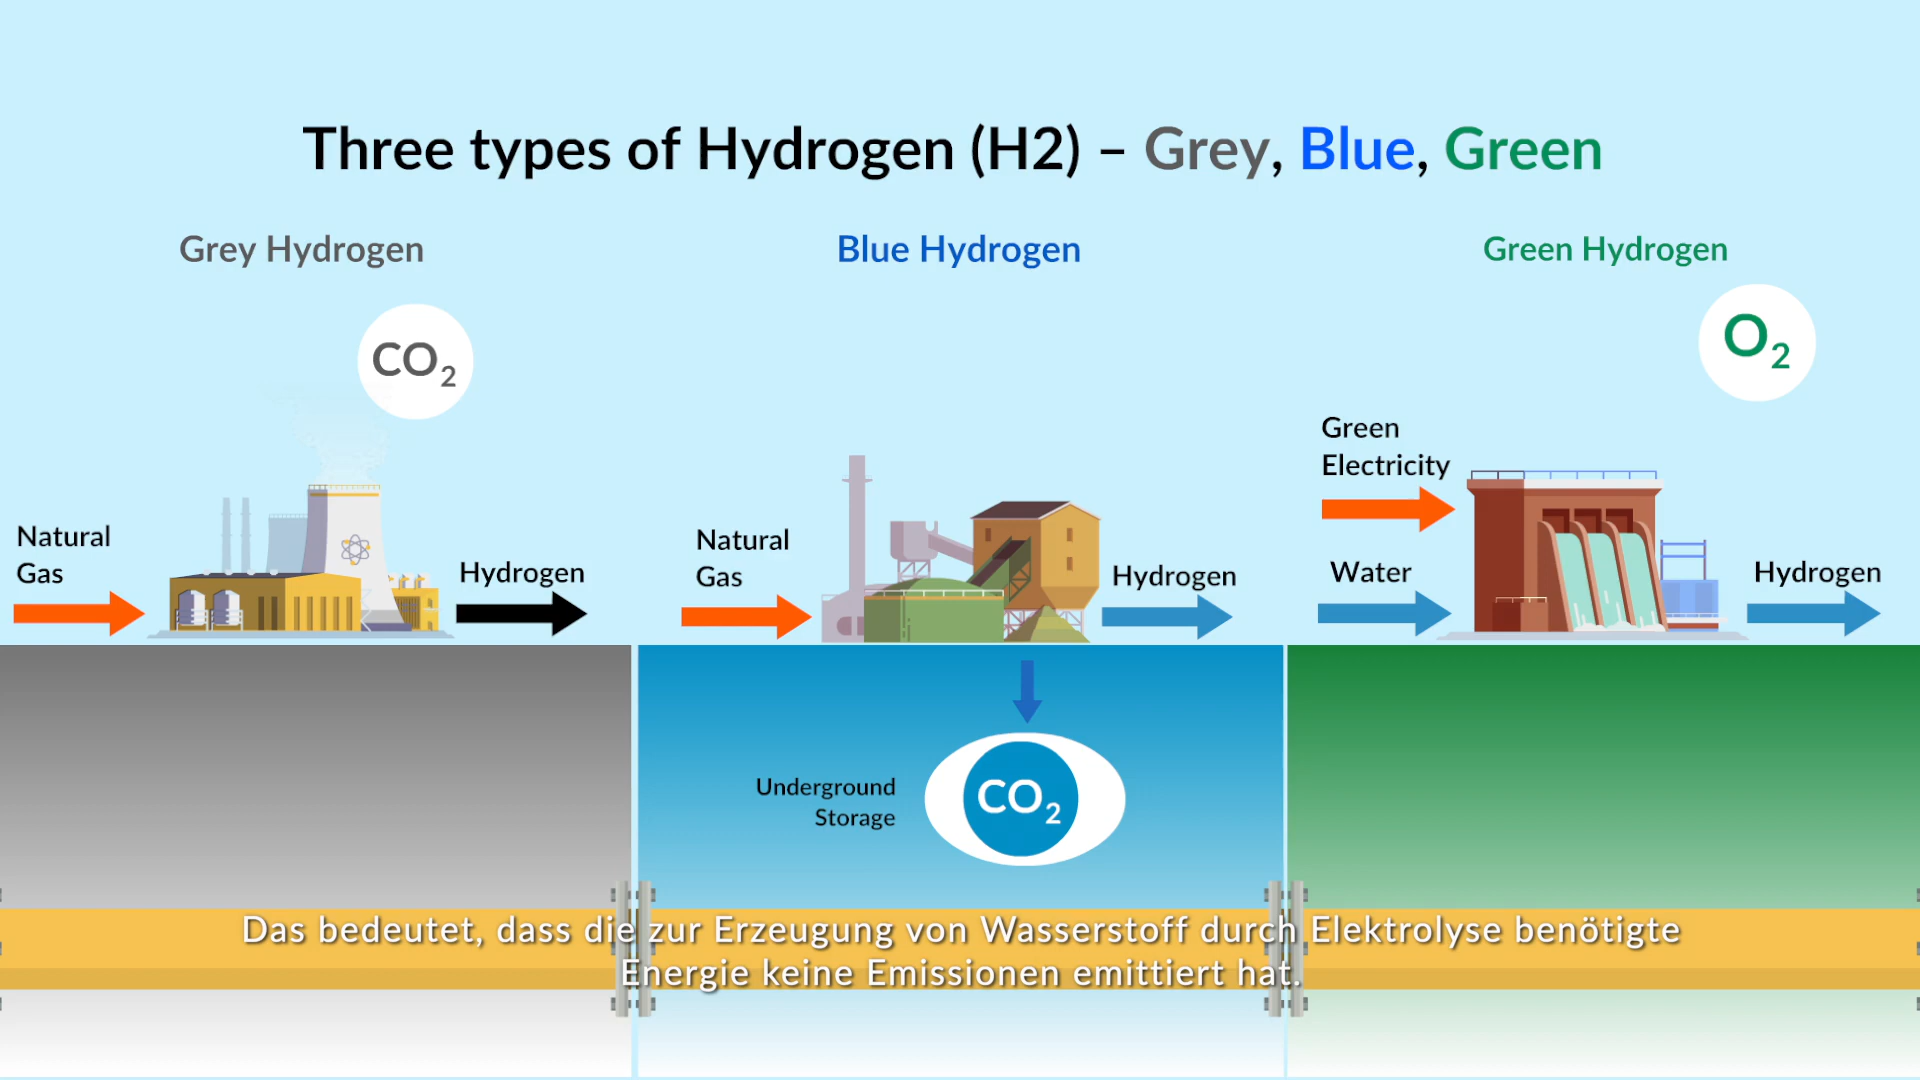 Three types of Hydrogen (H2) – Grey, Blue, Green
Grey Hydrogen
CO₂
Natural
Gas
Hydrogen
Blue Hydrogen
Natural
Gas
Hydrogen
Underground
Storage
CO₂
Green Hydrogen
O₂
Green
Electricity
Water
Hydrogen
Das bedeutet, dass die zur Erzeugung von Wasserstoff durch Elektrolyse benötigte
Energie keine Emissionen emittiert hat.